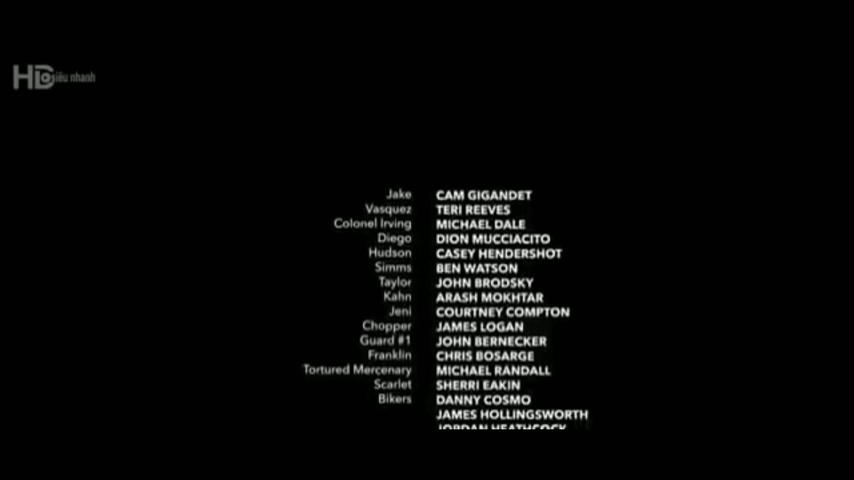 HD siêu nhanh
Jake CAM GIGANDET
Vasquez TERI REEVES
Colonel Irving MICHAEL DALE
Diego DION MUCCIACITO
Hudson CASEY HENDERSHOT
Simms BEN WATSON
Taylor JOHN BRODSKY
Kahn ARASH MOKHTAR
Jeni COURTNEY COMPTON
Chopper JAMES LOGAN
Guard #1 JOHN BERNECKER
Franklin CHRIS BOSARGE
Tortured Mercenary MICHAEL RANDALL
Scarlet SHERRI EAKIN
Bikers DANNY COSMO
JAMES HOLLINGSWORTH
JORDAN HEATHCOCK